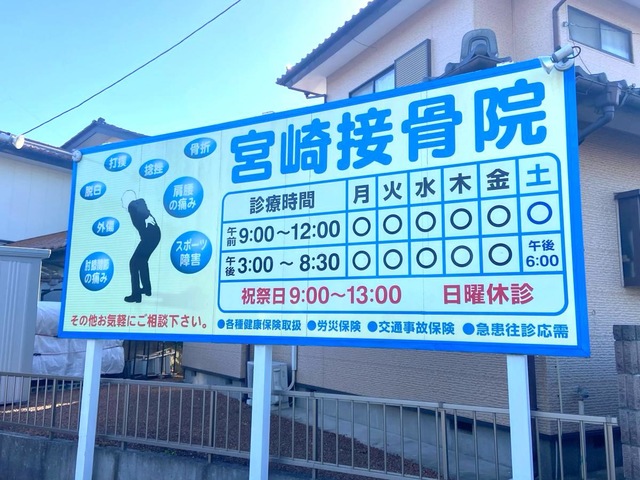 宮崎接骨院
打撲
捻挫
骨折
脱臼
肩腰
の痛み
外傷
スポーツ
障害
の痛み
その他お気軽にご相談下さい。
診療時間 月 火 水 木 金 土
午前 9:00～12:00 〇 〇 〇 〇 〇 〇
午後 3:00～8:30 〇 〇 〇 〇 〇 午後6:00
祝祭日9:00～13:00 日曜休診
●各種健康保険取扱 ●労災保険 ●交通事故保険 ●急患往診応需